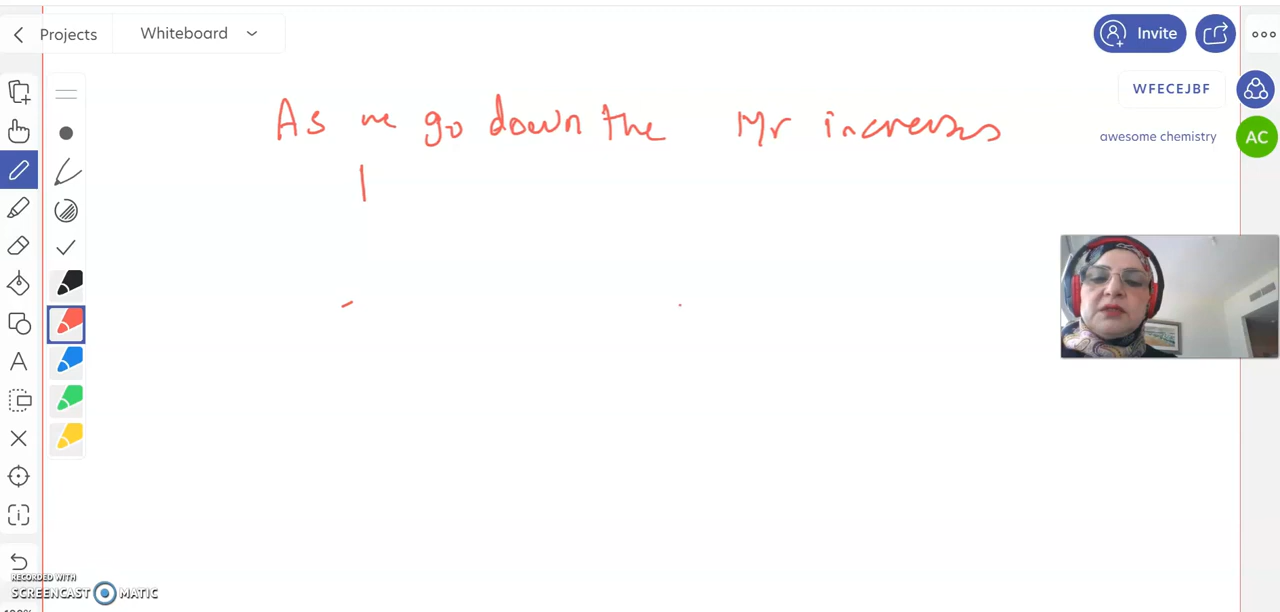 Projects
Whiteboard
Invite
WFECEJBF
awesome chemistry
AC
As we go down the Mr increases
A
RECORDED WITH
SCREENCAST MATIC